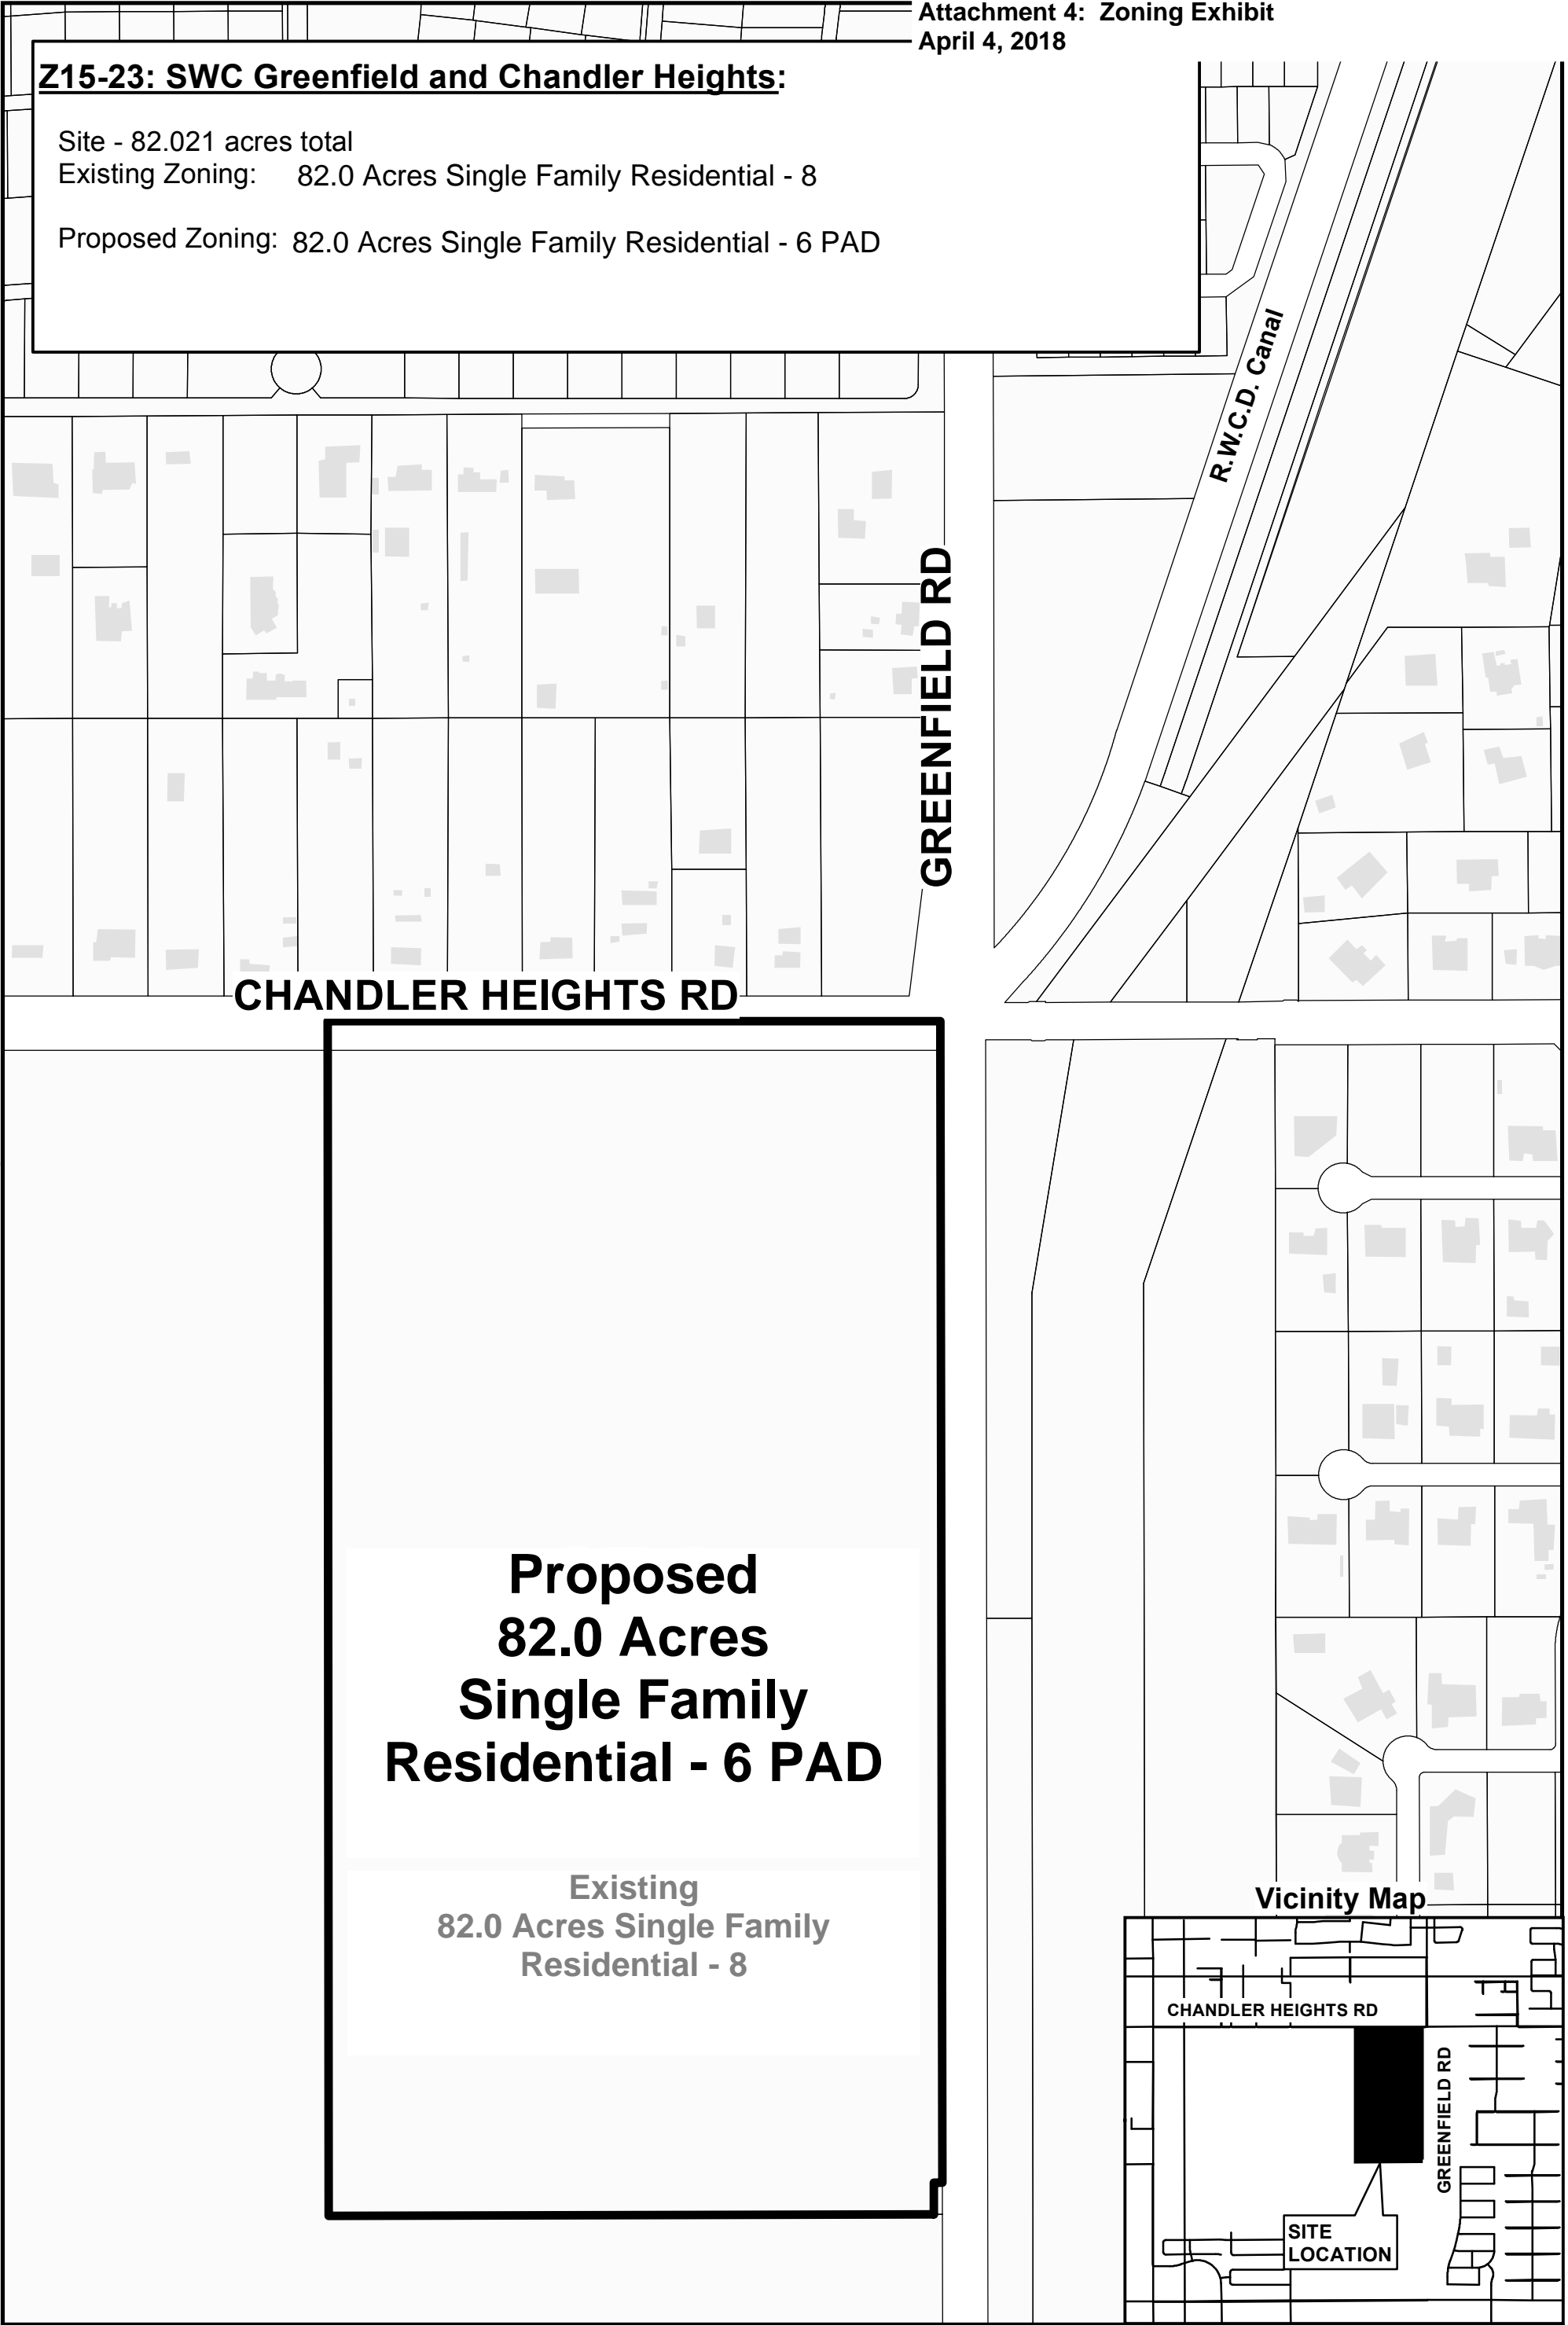 Attachment 4:  Zoning Exhibit
April 4, 2018
Z15-23: SWC Greenfield and Chandler Heights:
Site - 82.021 acres total
Existing Zoning: 82.0 Acres Single Family Residential - 8
Proposed Zoning: 82.0 Acres Single Family Residential - 6 PAD
R.W.C.D. Canal
GREENFIELD RD
CHANDLER HEIGHTS RD
Proposed
82.0 Acres
Single Family
Residential - 6 PAD
Existing
82.0 Acres Single Family
Residential - 8
Vicinity Map
CHANDLER HEIGHTS RD
GREENFIELD RD
SITE
LOCATION